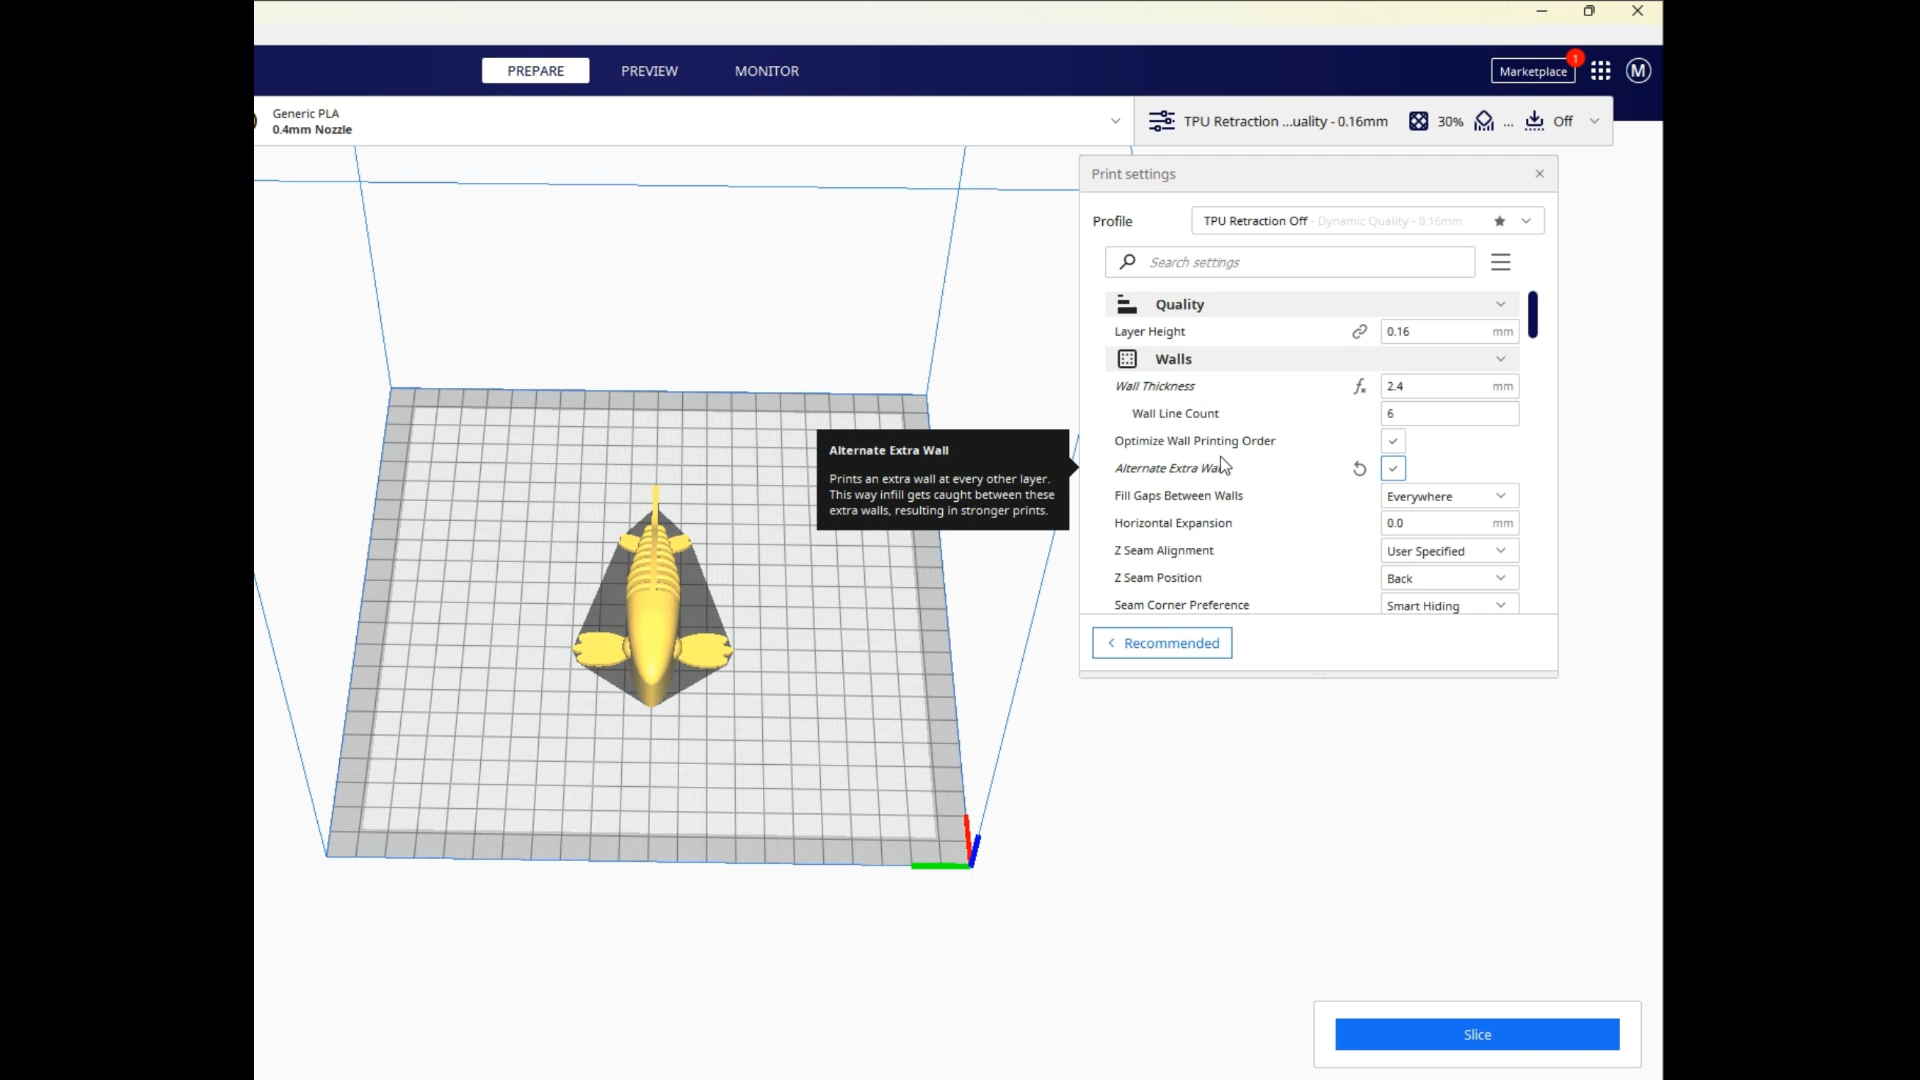 PREPARE PREVIEW MONITOR Marketplace 1 M
Generic PLA
0.4mm Nozzle
TPU Retraction ...uality - 0.16mm 30% ... Off
Print settings
Profile TPU Retraction Off - Dynamic Quality - 0.16mm
Search settings
Quality
Layer Height 0.16 mm
Walls
Wall Thickness 2.4 mm
Wall Line Count 6
Optimize Wall Printing Order
Alternate Extra Wall
Fill Gaps Between Walls Everywhere
Horizontal Expansion 0.0 mm
Z Seam Alignment User Specified
Z Seam Position Back
Seam Corner Preference Smart Hiding
Recommended
Alternate Extra Wall
Prints an extra wall at every other layer.
This way infill gets caught between these
extra walls, resulting in stronger prints.
Slice